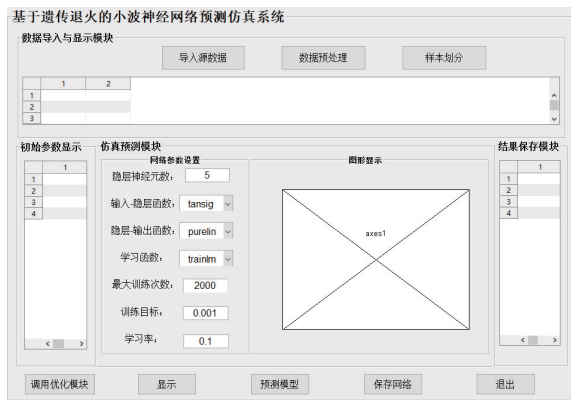 基于遗传退火的小波神经网络预测仿真系统
数据导入与显示模块
导入源数据 数据预处理 样本划分
1 2
1
2
3
初始参数显示
1
1
2
3
4
仿真预测模块
网络参数设置
隐层神经元数： 5
输入-隐层函数： tansig
隐层-输出函数： purelin
学习函数： trainlm
最大训练次数： 2000
训练目标： 0.001
学习率： 0.1
图形显示
axes1
结果保存模块
1
1
2
3
4
调用优化模块 显示 预测模型 保存网络 退出